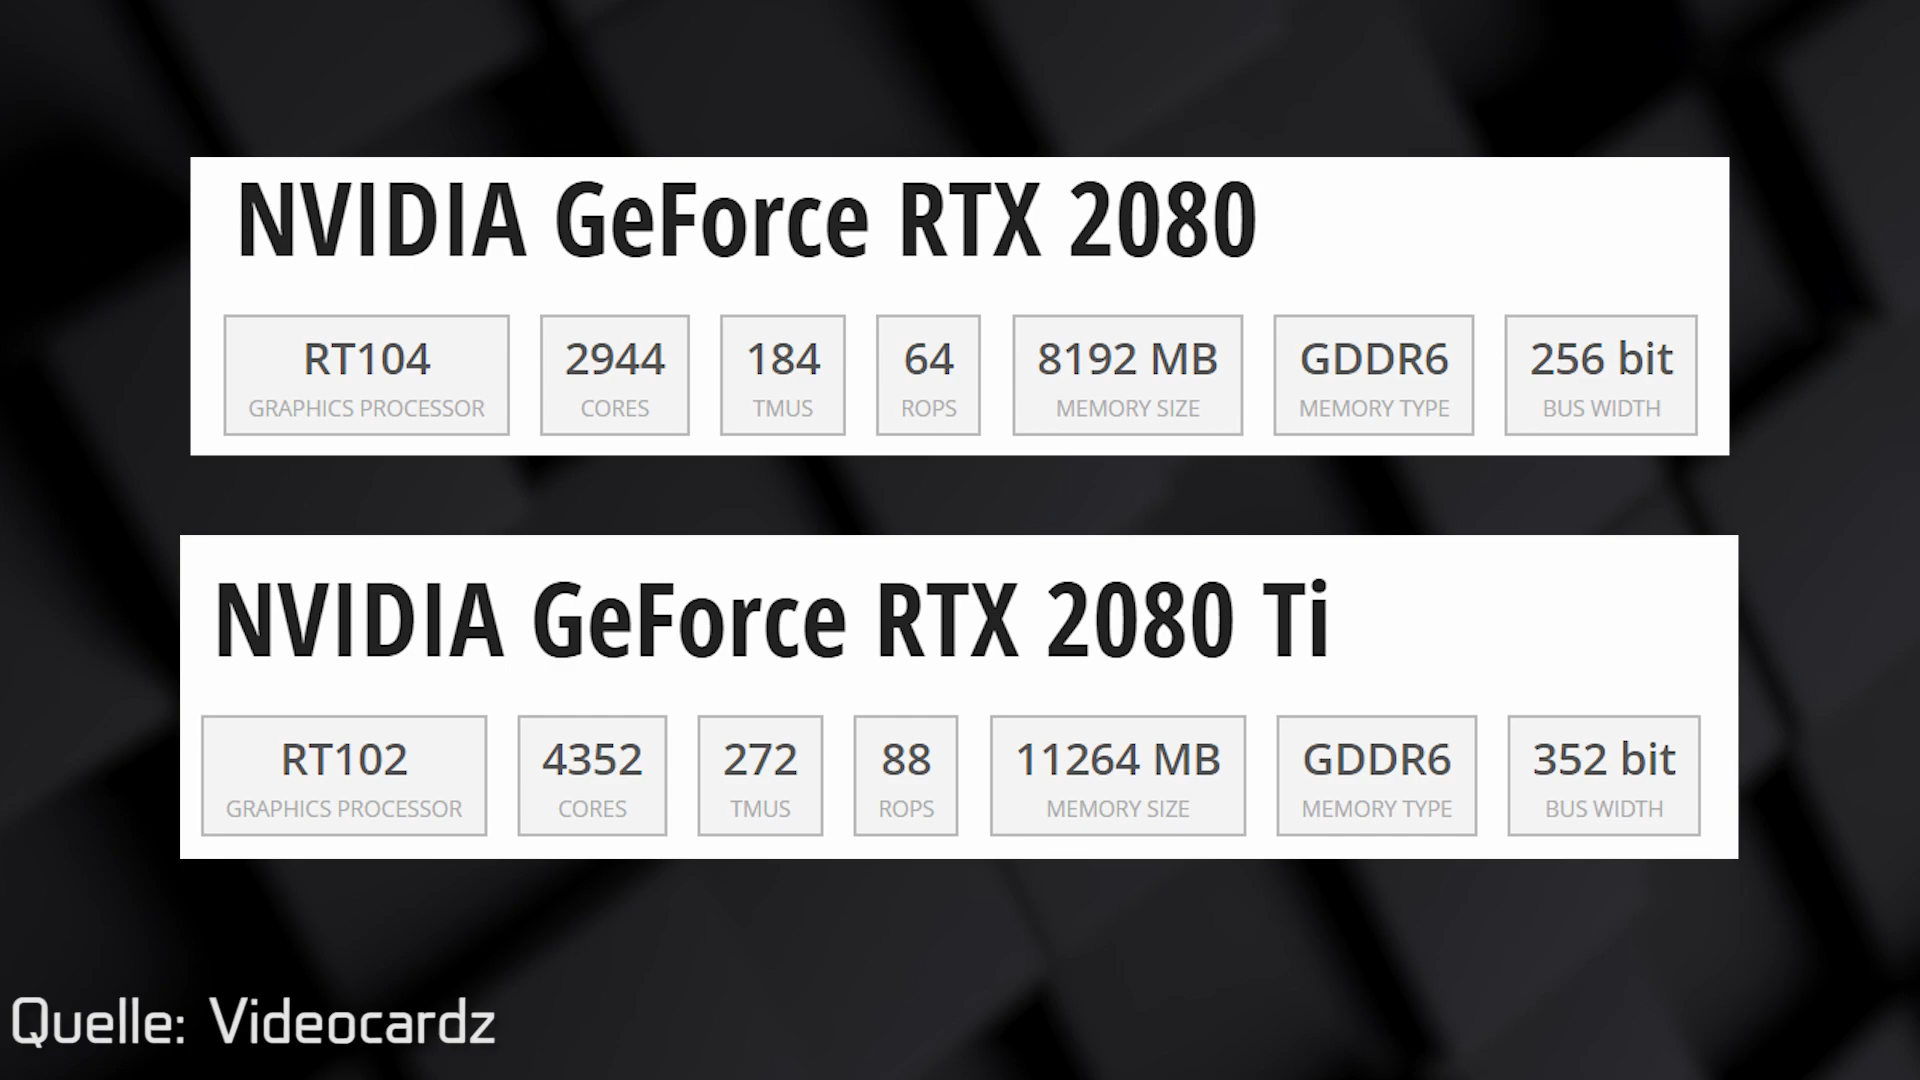 NVIDIA GeForce RTX 2080
RT104 2944 184 64 8192 MB GDDR6 256 bit
GRAPHICS PROCESSOR CORES TMUS ROPS MEMORY SIZE MEMORY TYPE BUS WIDTH
NVIDIA GeForce RTX 2080 Ti
RT102 4352 272 88 11264 MB GDDR6 352 bit
GRAPHICS PROCESSOR CORES TMUS ROPS MEMORY SIZE MEMORY TYPE BUS WIDTH
Quelle: Videocardz